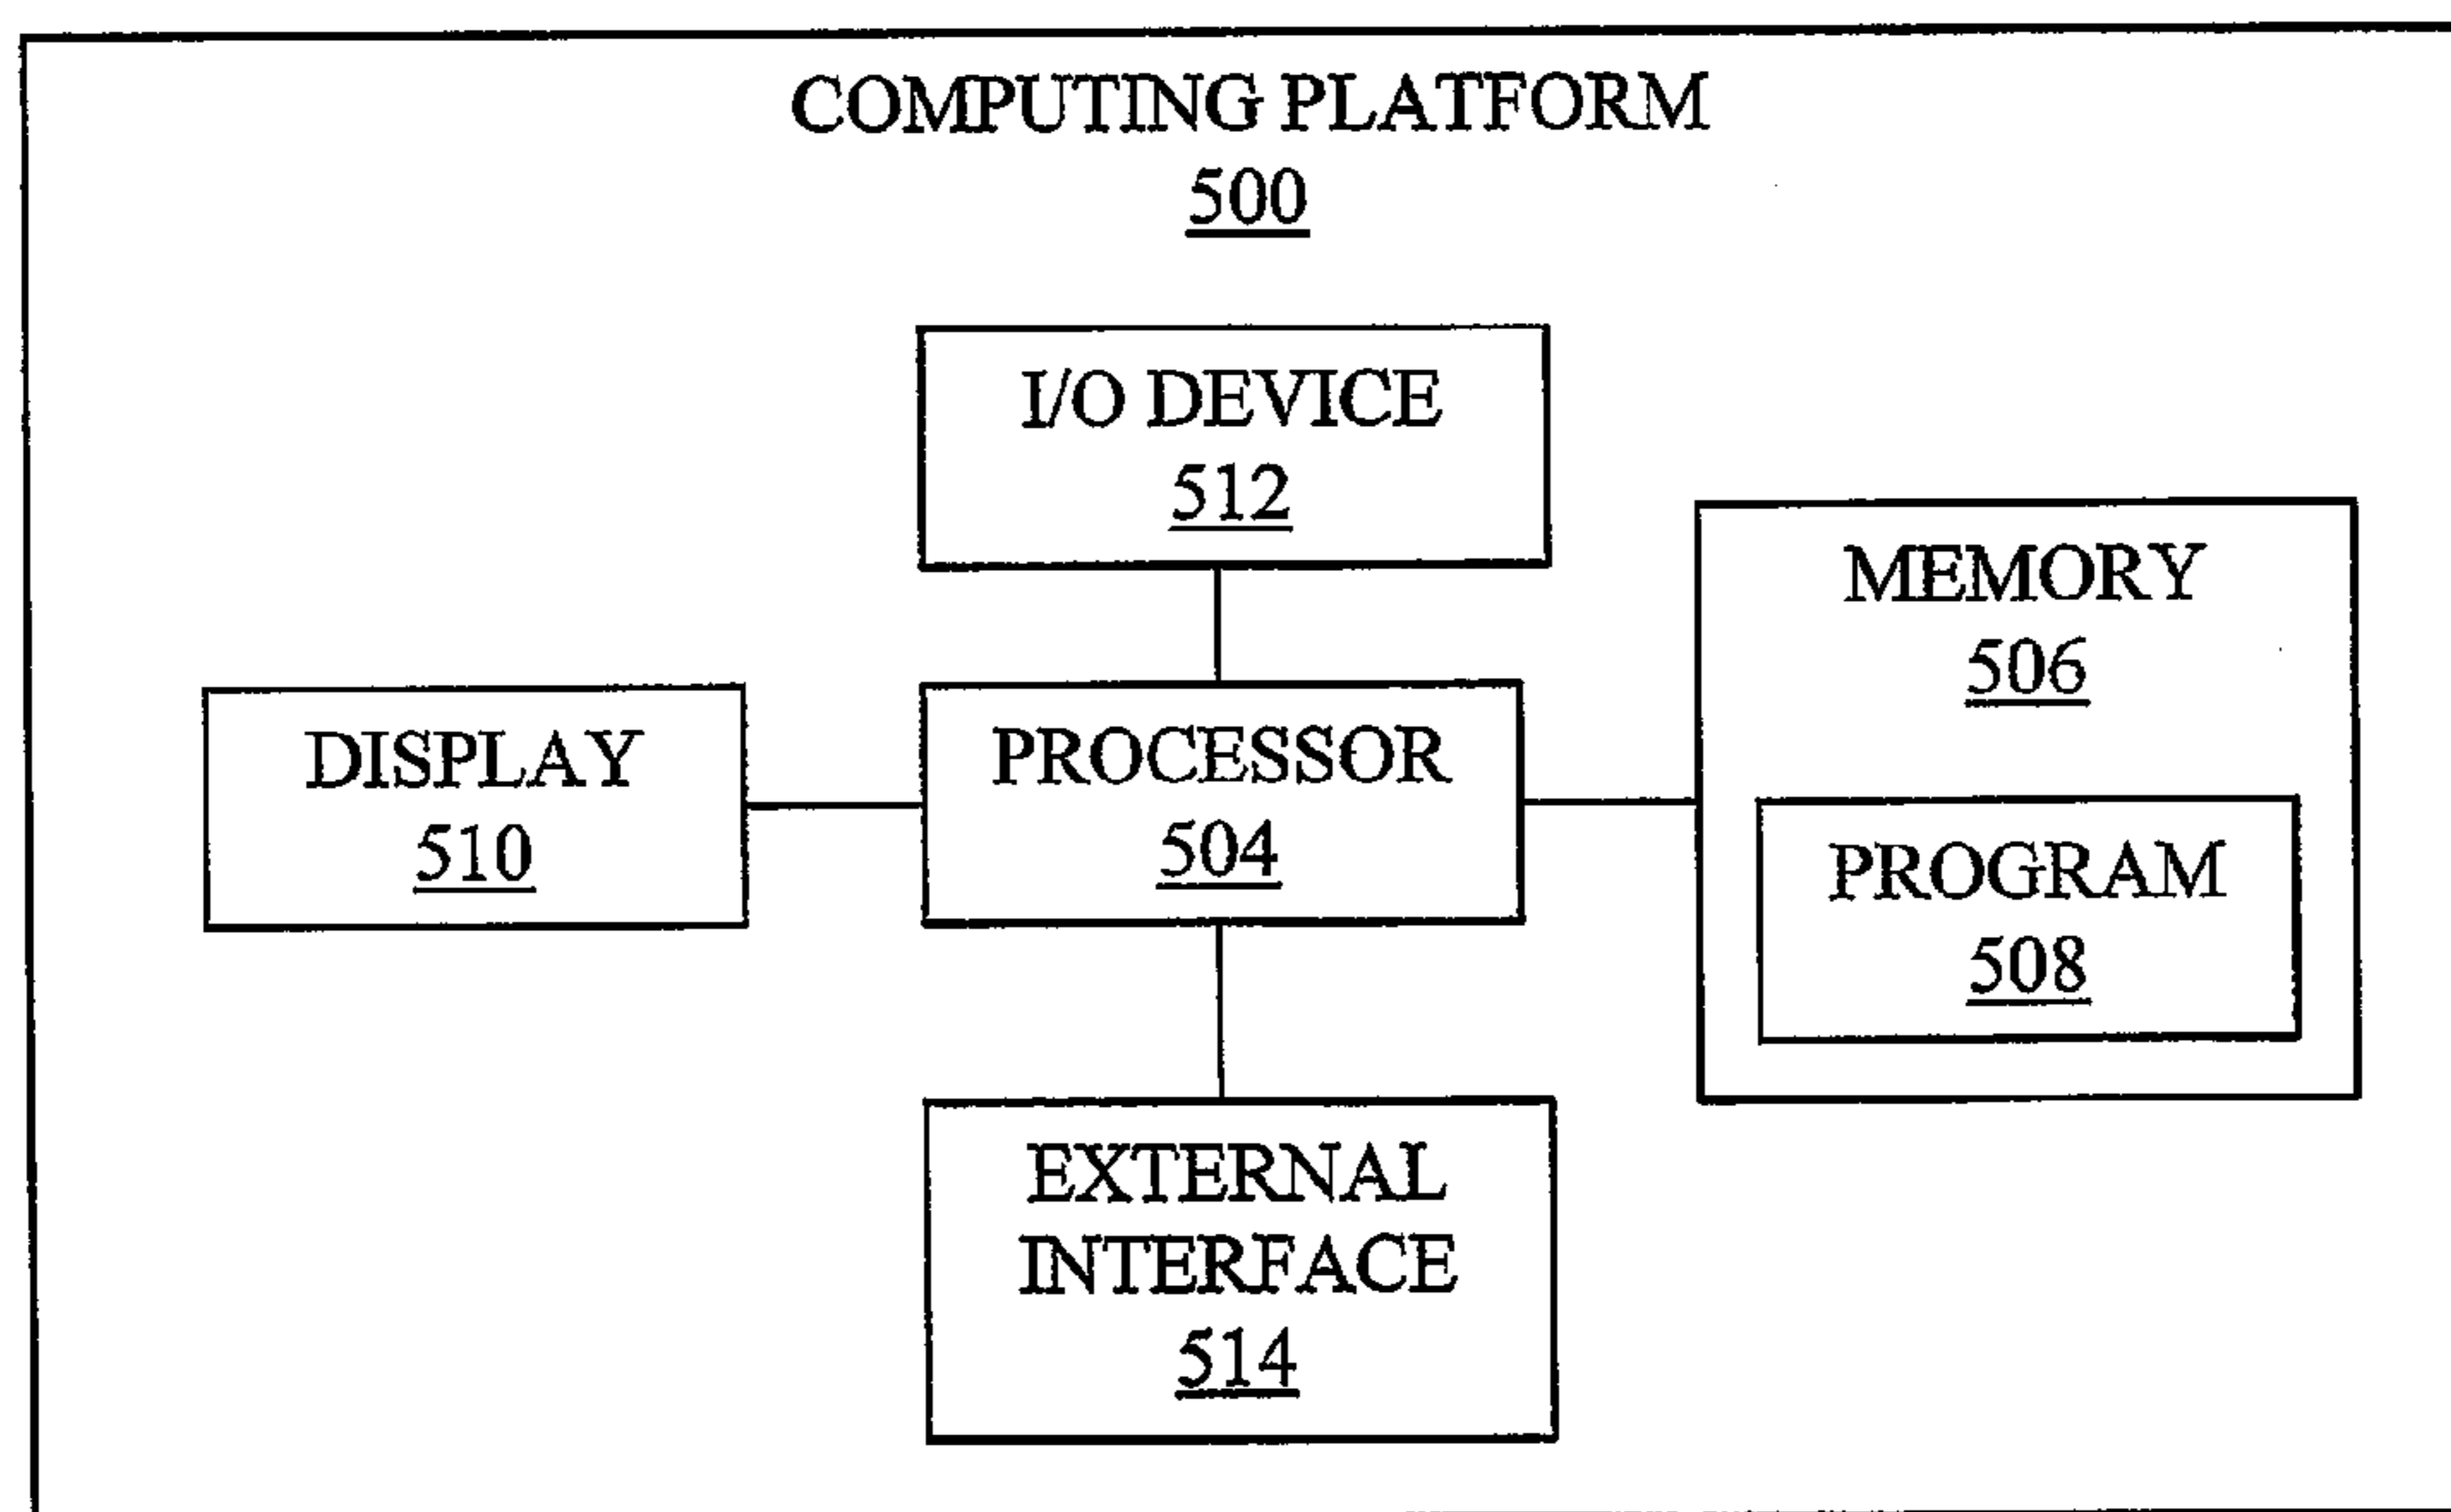 COMPUTING PLATFORM
500
I/O DEVICE
512
MEMORY
506
DISPLAY
510
PROCESSOR
504
PROGRAM
508
EXTERNAL
INTERFACE
514